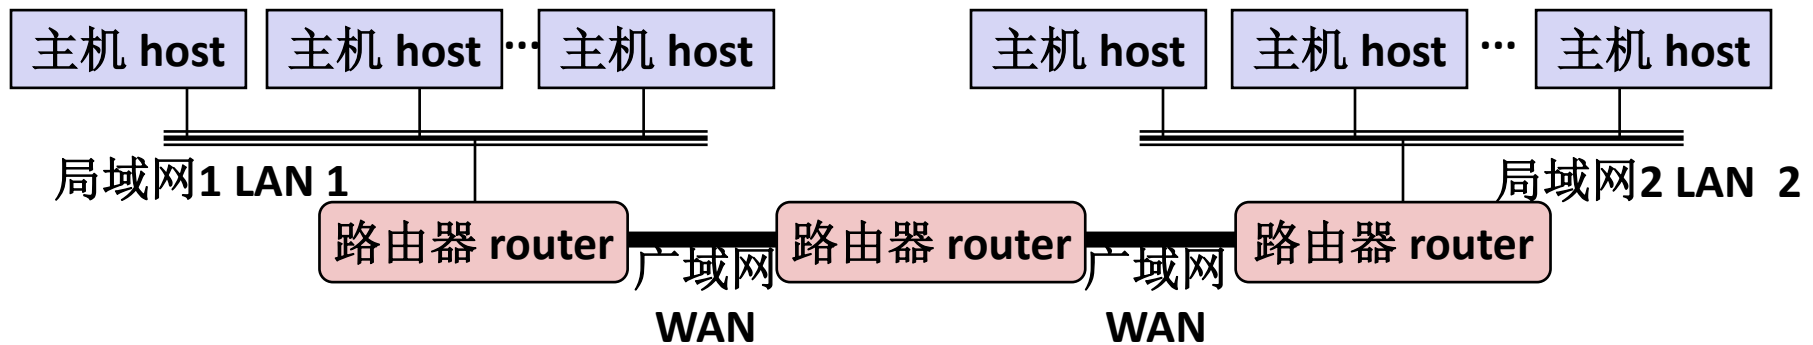 主机 host 主机 host ... 主机 host 主机 host 主机 host ... 主机 host
局域网1 LAN 1 局域网2 LAN 2
路由器 router 路由器 router 路由器 router
广域网 广域网
WAN WAN